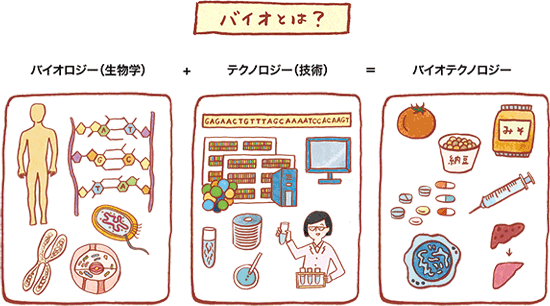 バイオとは？
バイオロジー（生物学） + テクノロジー（技術） = バイオテクノロジー
A T
G C
T A
GAGAACTGTTTAGCAAAATCCACAAGT
みそ
納豆